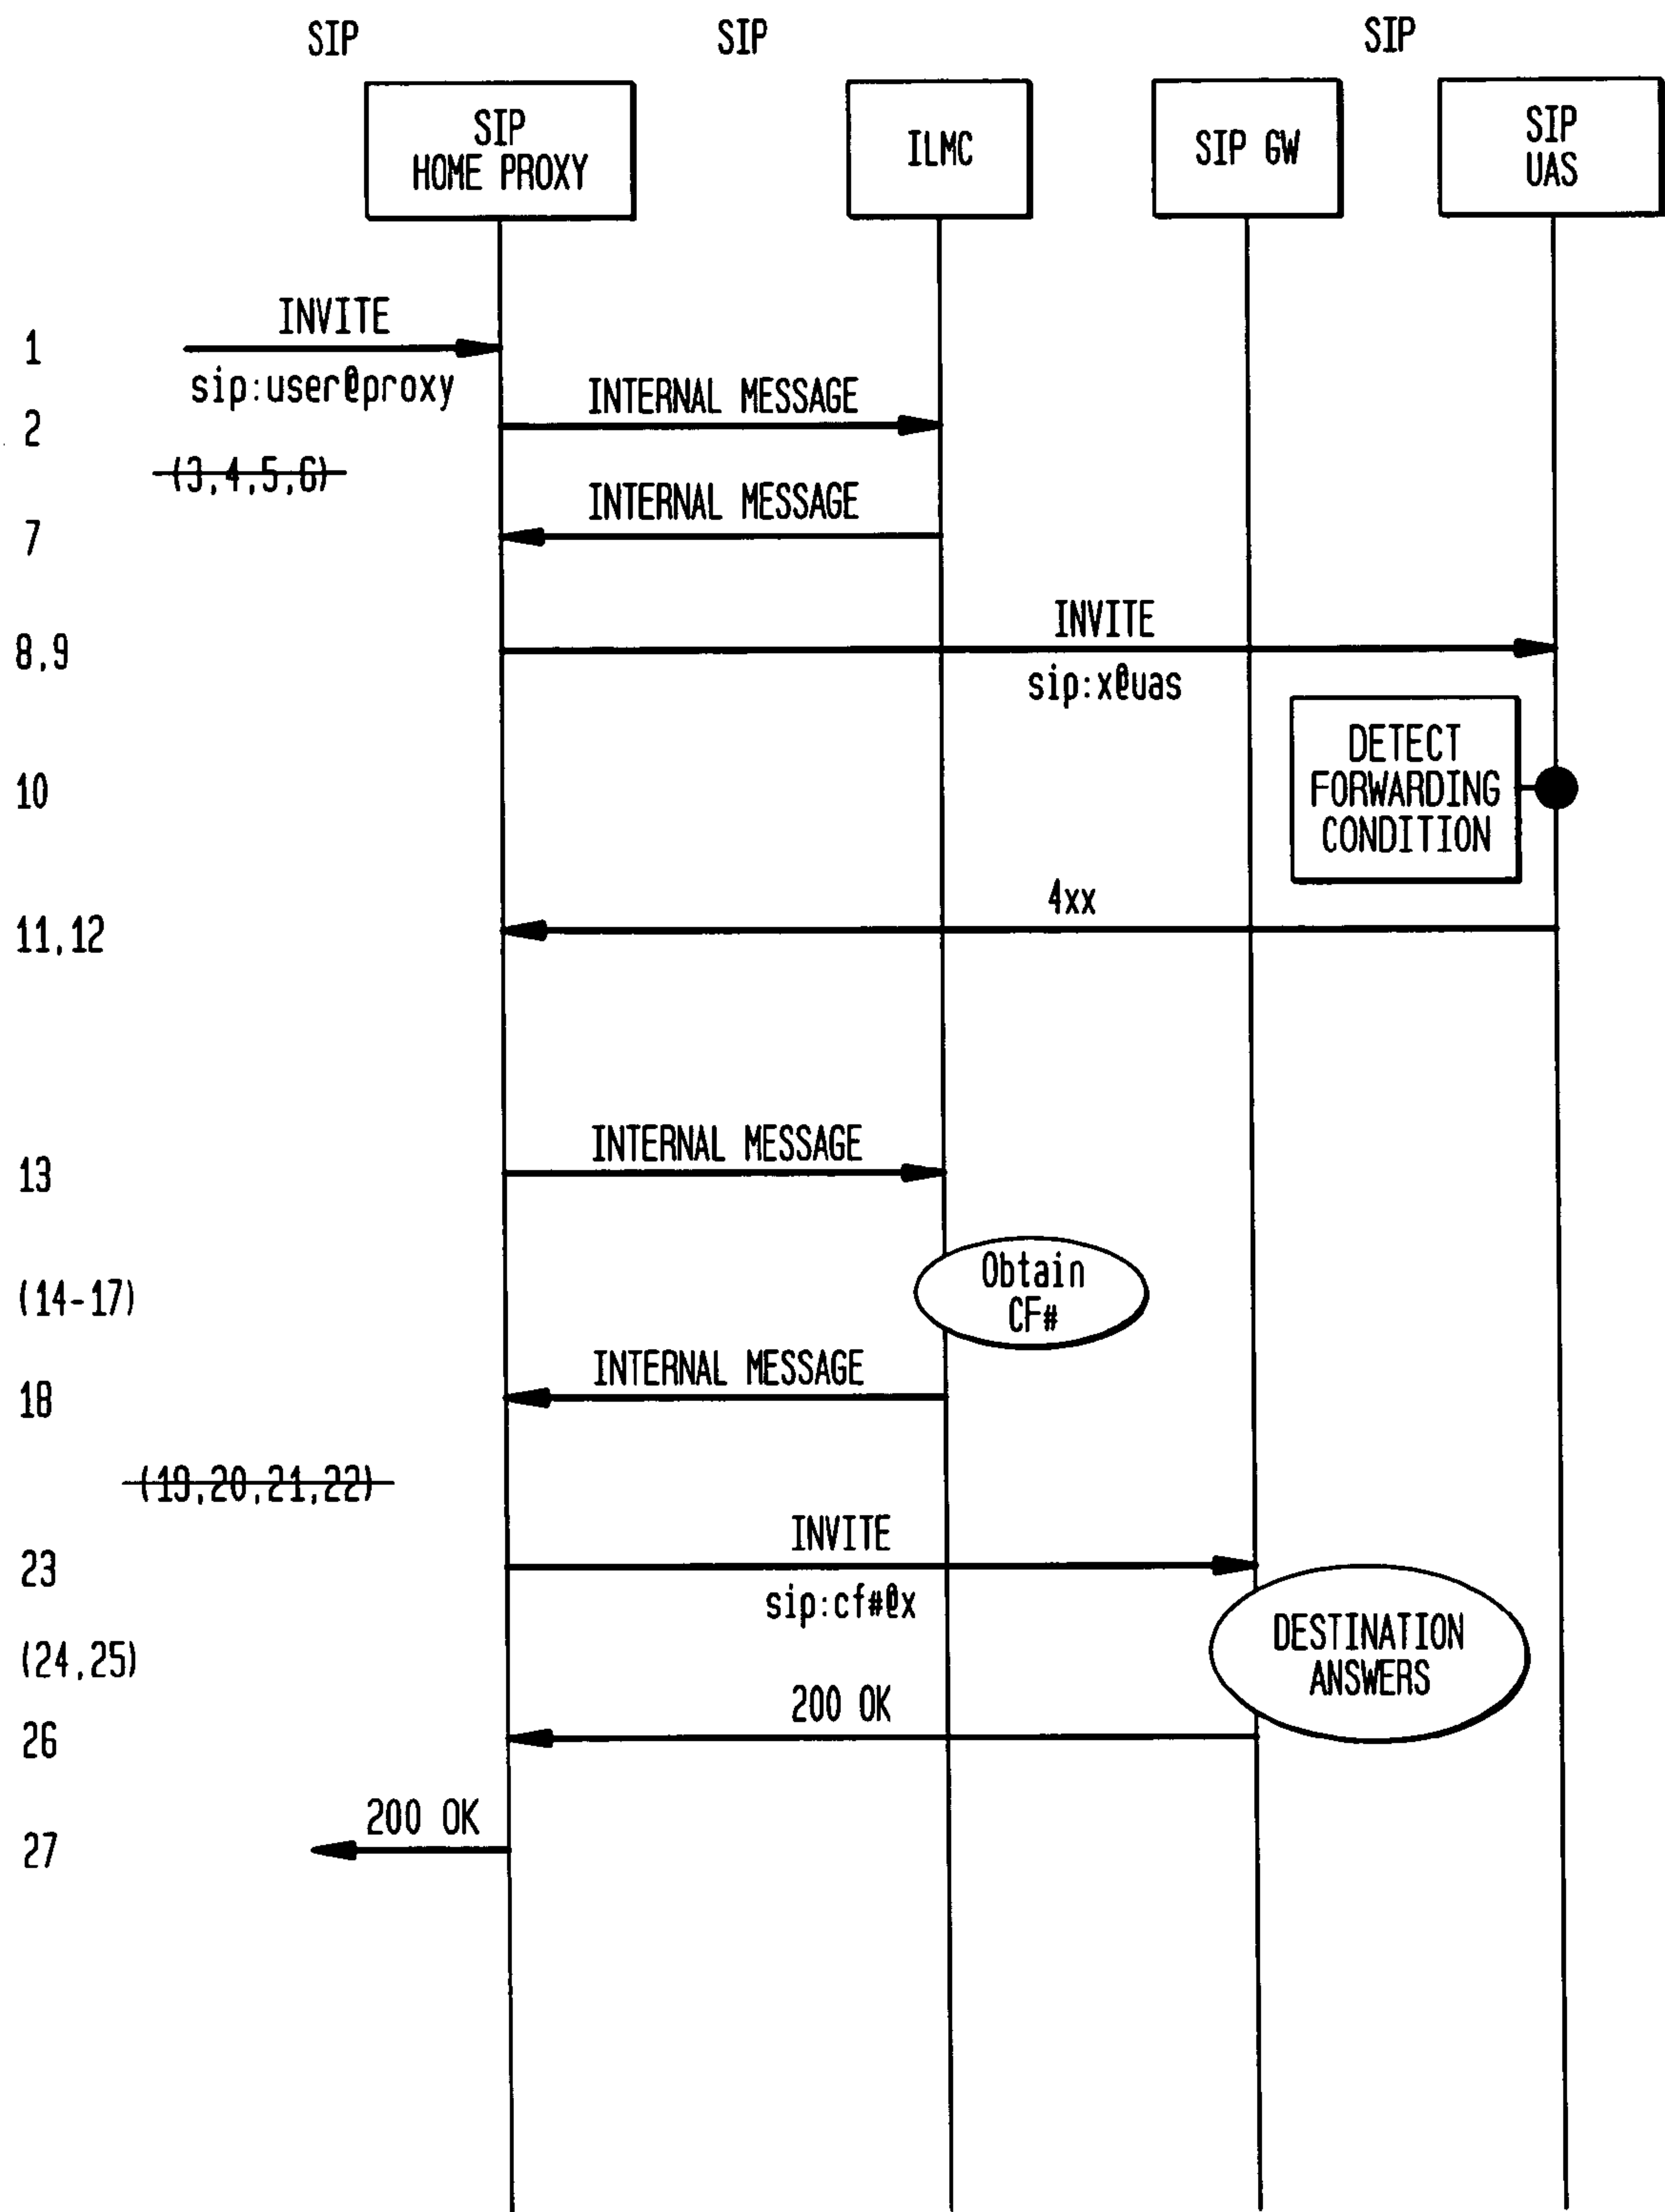 SIP SIP SIP
SIP
HOME PROXY
ILMC
SIP GW
SIP
UAS
INVITE
1
sip:user@proxy
INTERNAL MESSAGE
2
(3,4,5,6)
INTERNAL MESSAGE
7
INVITE
8,9
sip:x@uas
DETECT
FORWARDING
CONDITION
10
4xx
11,12
INTERNAL MESSAGE
13
Obtain
CF#
(14-17)
INTERNAL MESSAGE
18
(19,20,21,22)
INVITE
23
sip:cf#@x
DESTINATION
ANSWERS
(24,25)
200 OK
26
200 OK
27